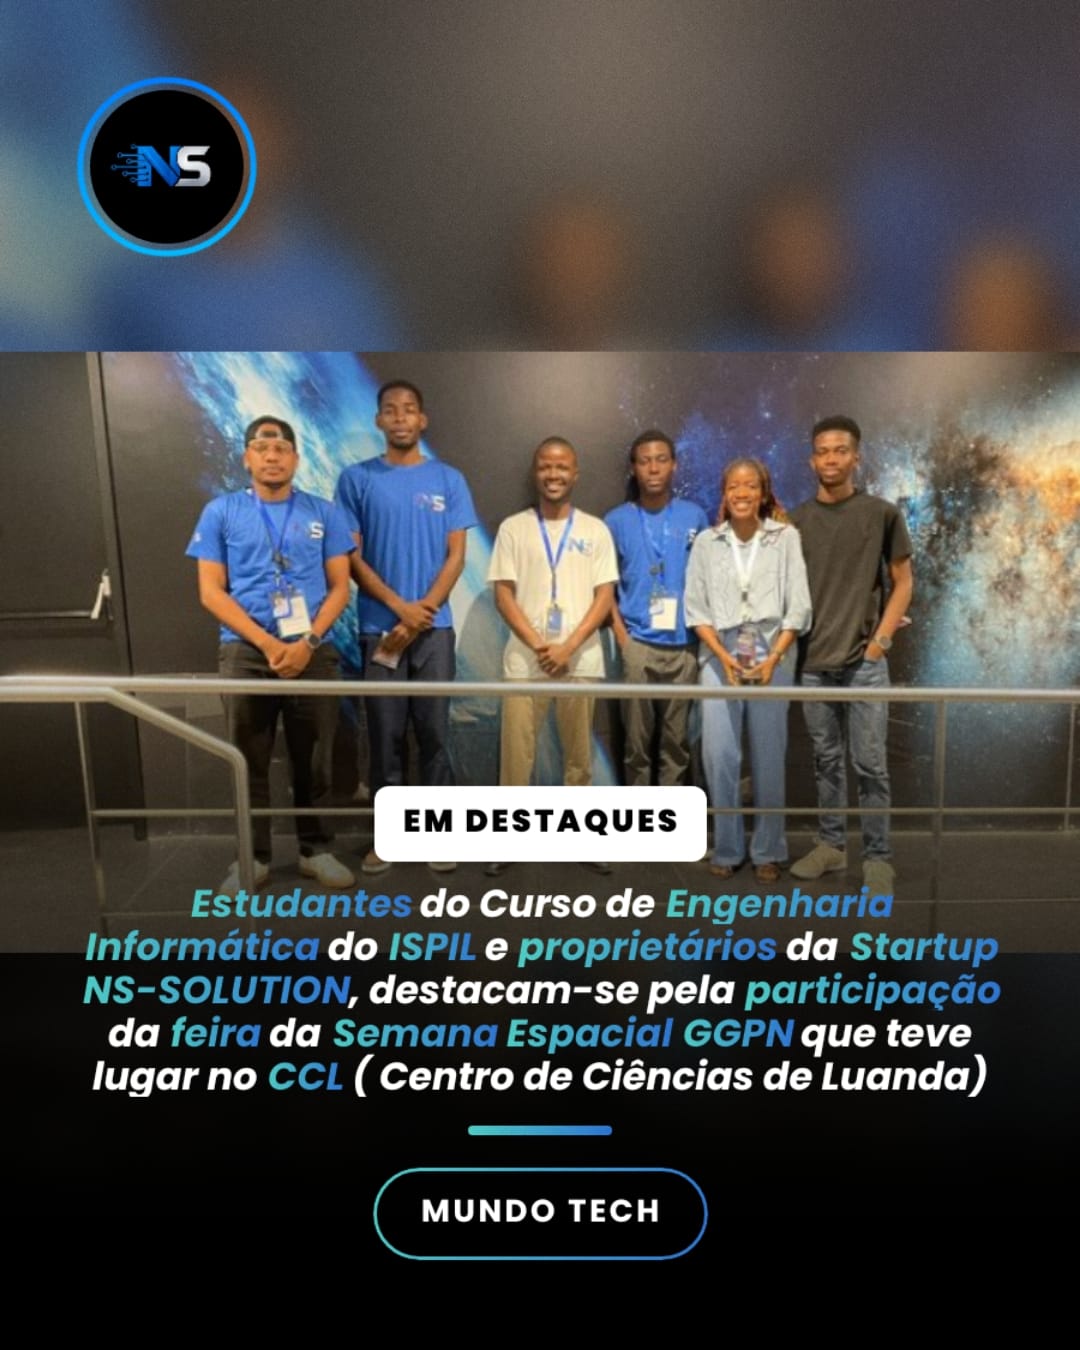 NS
NS
NS
EM DESTAQUES
Estudantes do Curso de Engenharia
Informática do ISPIL e proprietários da Startup
NS-SOLUTION, destacam-se pela participação
da feira da Semana Espacial GGPN que teve
lugar no CCL ( Centro de Ciências de Luanda)
MUNDO TECH